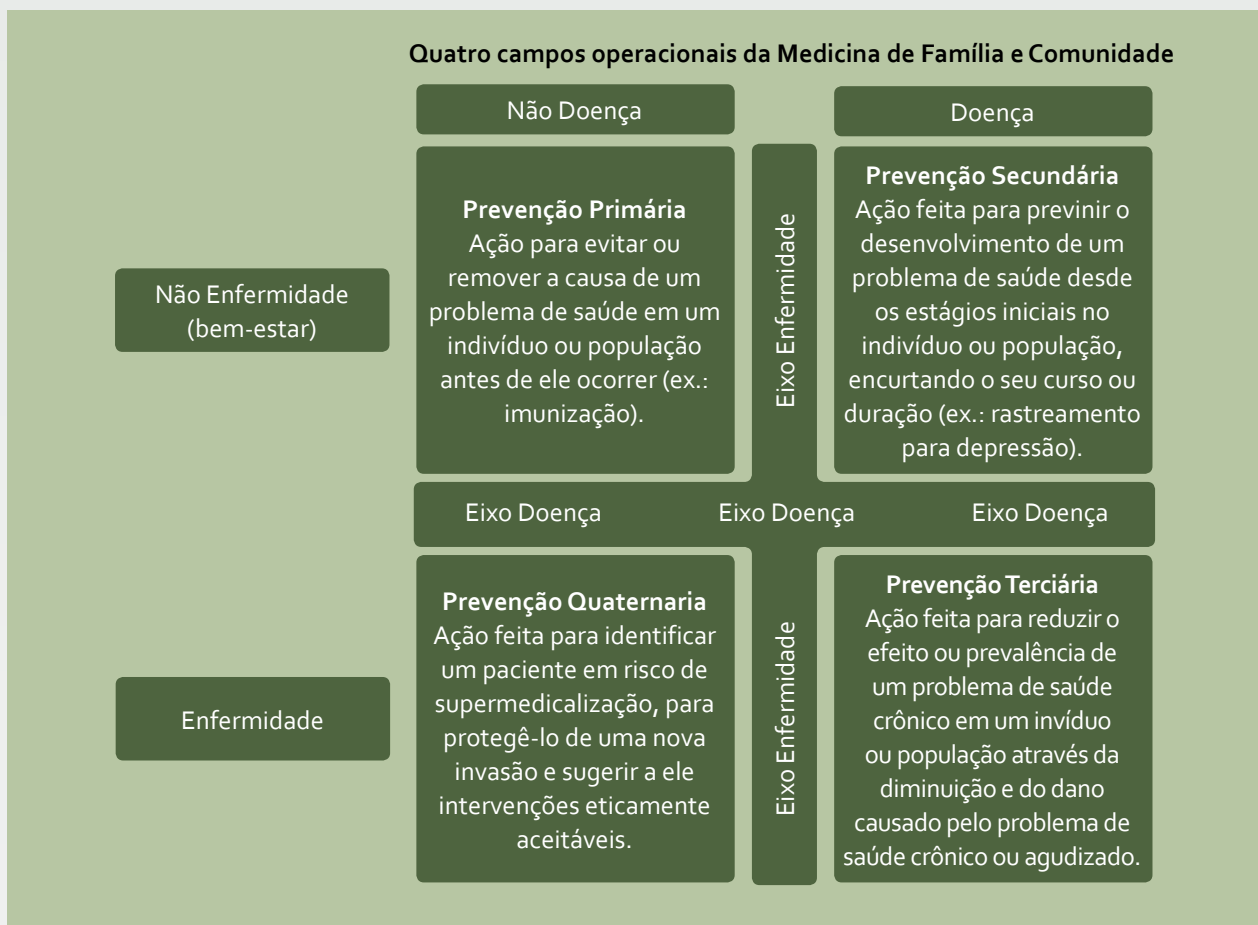 Quatro campos operacionais da Medicina de Família e Comunidade
Não Doença
Doença
Não Enfermidade
(bem-estar)
Prevenção Primária
Ação para evitar ou
remover a causa de um
problema de saúde em um
indivíduo ou população
antes de ele ocorrer (ex.:
imunização).
Eixo Enfermidade
Prevenção Secundária
Ação feita para previnir o
desenvolvimento de um
problema de saúde desde
os estágios iniciais no
indivíduo ou população,
encurtando o seu curso ou
duração (ex.: rastreamento
para depressão).
Eixo Doença Eixo Doença Eixo Doença
Enfermidade
Prevenção Quaternaria
Ação feita para identificar
um paciente em risco de
supermedicalização, para
protegê-lo de uma nova
invasão e sugerir a ele
intervenções eticamente
aceitáveis.
Eixo Enfermidade
Prevenção Terciária
Ação feita para reduzir o
efeito ou prevalência de
um problema de saúde
crônico em um invíduo
ou população através da
diminuição e do dano
causado pelo problema de
saúde crônico ou agudizado.